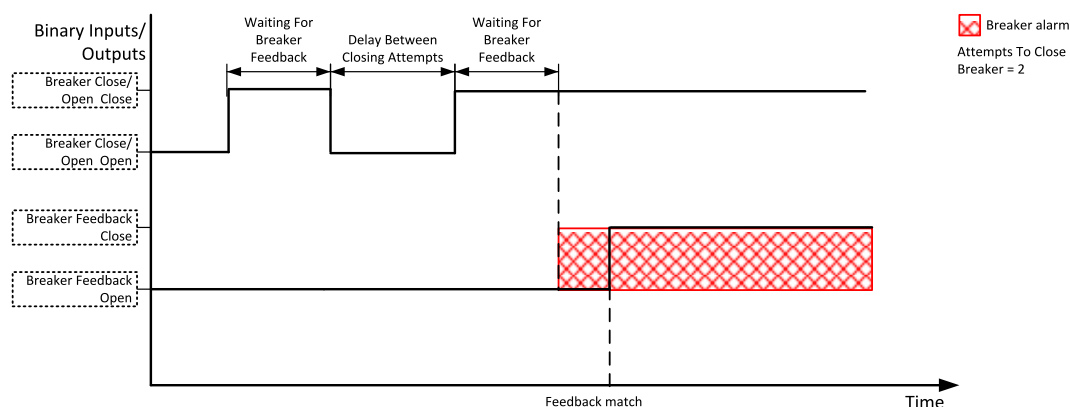 Binary Inputs/
Outputs
Waiting For
Breaker
Feedback
Delay Between
Closing Attempts
Waiting For
Breaker
Feedback
Breaker alarm
Attempts To Close
Breaker = 2
Breaker Close/
Open Close
Breaker Close/
Open Open
Breaker Feedback
Close
Breaker Feedback
Open
Feedback match
Time